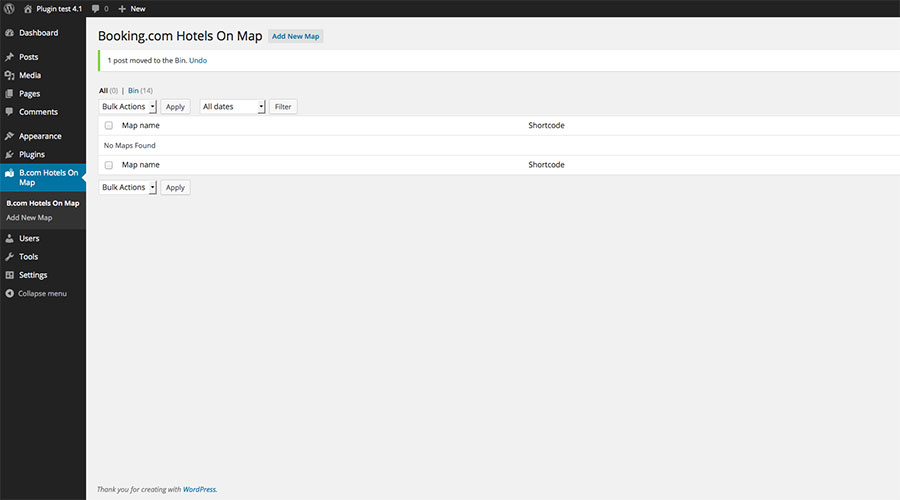 Plugin test 4.1 0 + New
Dashboard
Posts
Media
Pages
Comments
Appearance
Plugins
B.com Hotels On
Map
B.com Hotels On Map
Add New Map
Users
Tools
Settings
Collapse menu
Booking.com Hotels On Map Add New Map
1 post moved to the Bin. Undo
All (0) | Bin (14)
Bulk Actions Apply All dates Filter
Map name Shortcode
No Maps Found
Map name Shortcode
Bulk Actions Apply
Thank you for creating with WordPress.